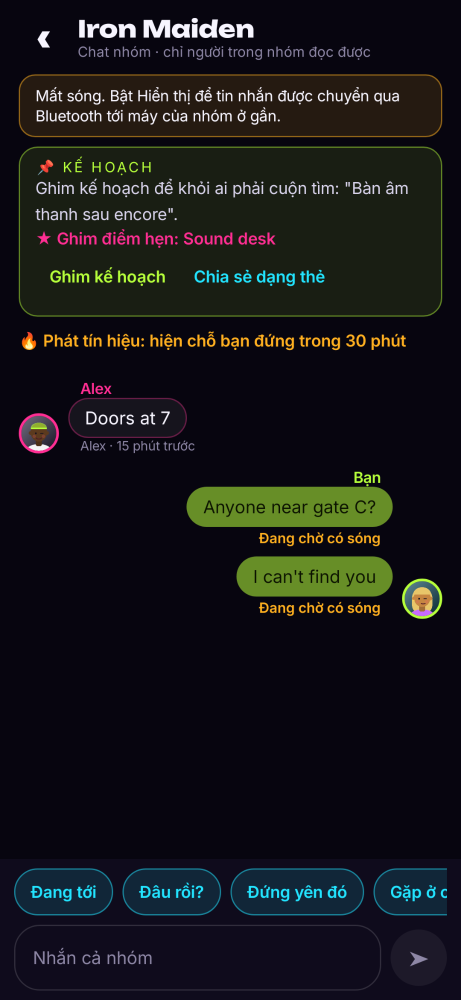 Iron Maiden
Chat nhóm · chỉ người trong nhóm đọc được
Mất sóng. Bật Hiển thị để tin nhắn được chuyển qua
Bluetooth tới máy của nhóm ở gần.
📌 KẾ HOẠCH
Ghim kế hoạch để khỏi ai phải cuộn tìm: "Bàn âm
thanh sau encore".
★ Ghim điểm hẹn: Sound desk
Ghim kế hoạch Chia sẻ dạng thẻ
🔥 Phát tín hiệu: hiện chỗ bạn đứng trong 30 phút
Alex
Doors at 7
Alex · 15 phút trước
Bạn
Anyone near gate C?
Đang chờ có sóng
I can't find you
Đang chờ có sóng
Đang tới Đâu rồi? Đứng yên đó Gặp ở
Nhắn cả nhóm